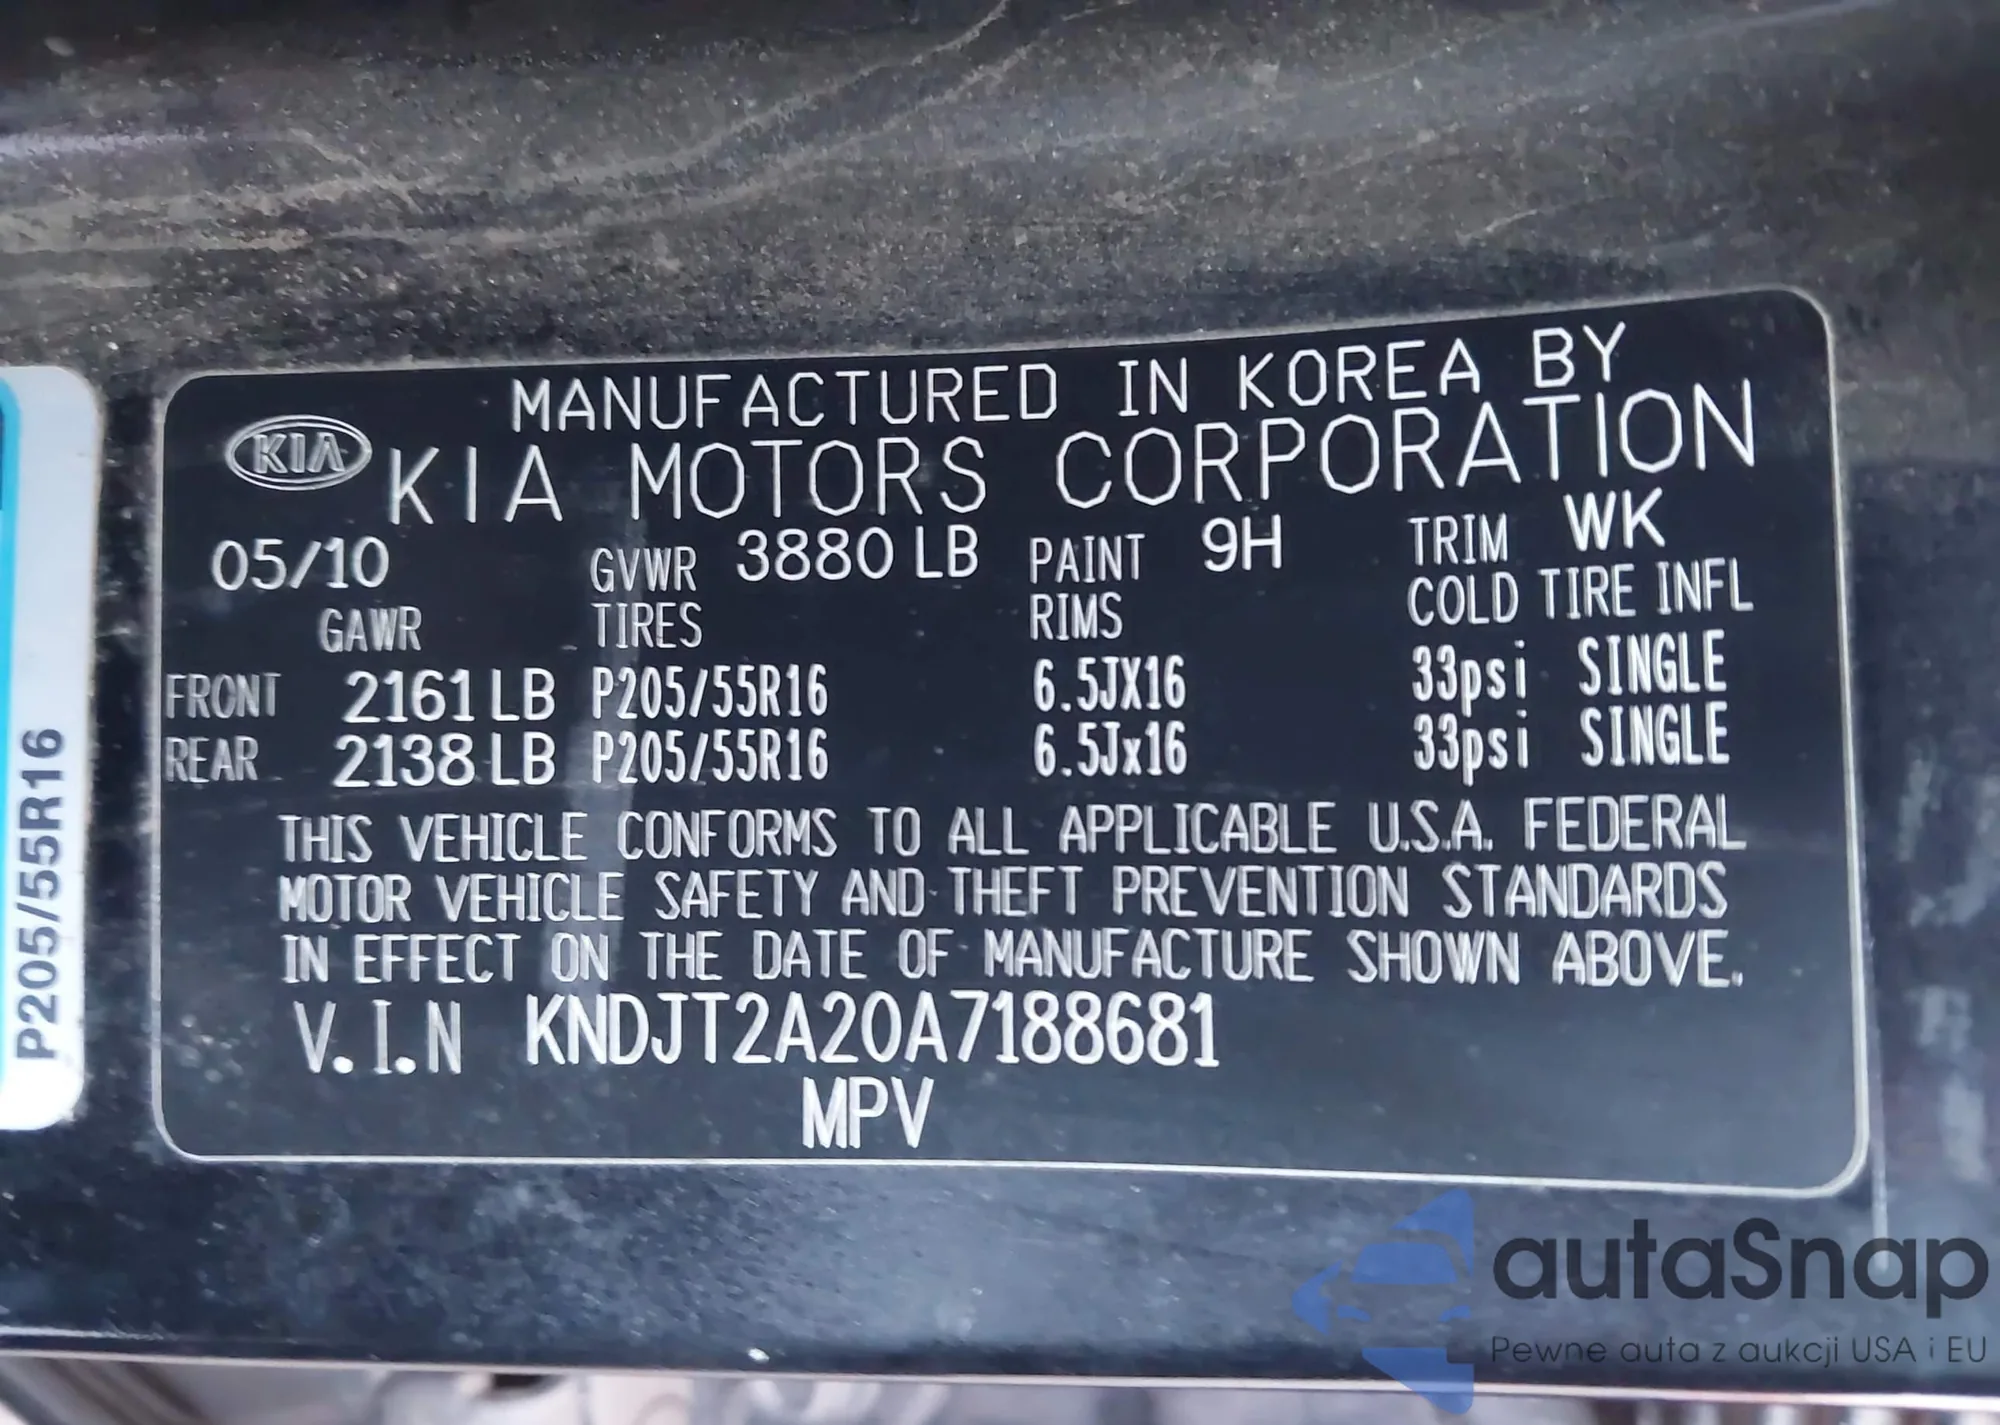 MANUFACTURED IN KOREA BY
KIA KIA MOTORS CORPORATION
05/10 GVWR 3880 LB PAINT 9H TRIM WK
GAWR TIRES RIMS COLD TIRE INFL
FRONT 2161 LB P205/55R16 6.5JX16 33psi SINGLE
REAR 2138 LB P205/55R16 6.5Jx16 33psi SINGLE
THIS VEHICLE CONFORMS TO ALL APPLICABLE U.S.A. FEDERAL
MOTOR VEHICLE SAFETY AND THEFT PREVENTION STANDARDS
IN EFFECT ON THE DATE OF MANUFACTURE SHOWN ABOVE.
V.I.N KNDJT2A20A7188681
MPV
P205/55R16
autaSnap
Pewne auta z aukcji USA i EU